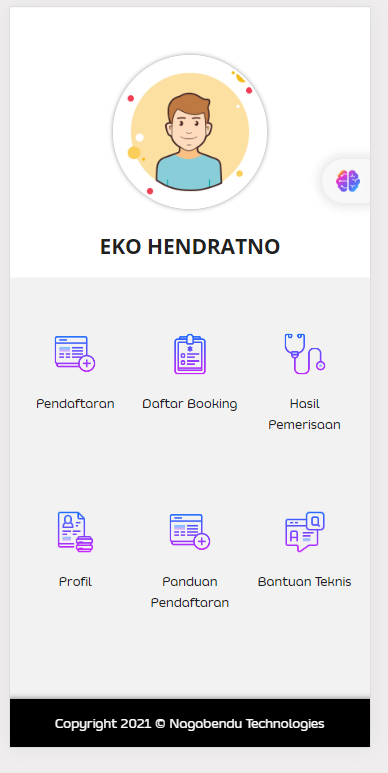 EKO HENDRATNO
Pendaftaran
Daftar Booking
Hasil
Pemerisaan
Profil
Panduan
Pendaftaran
Bantuan Teknis
Copyright 2021 © Nagabendu Technologies